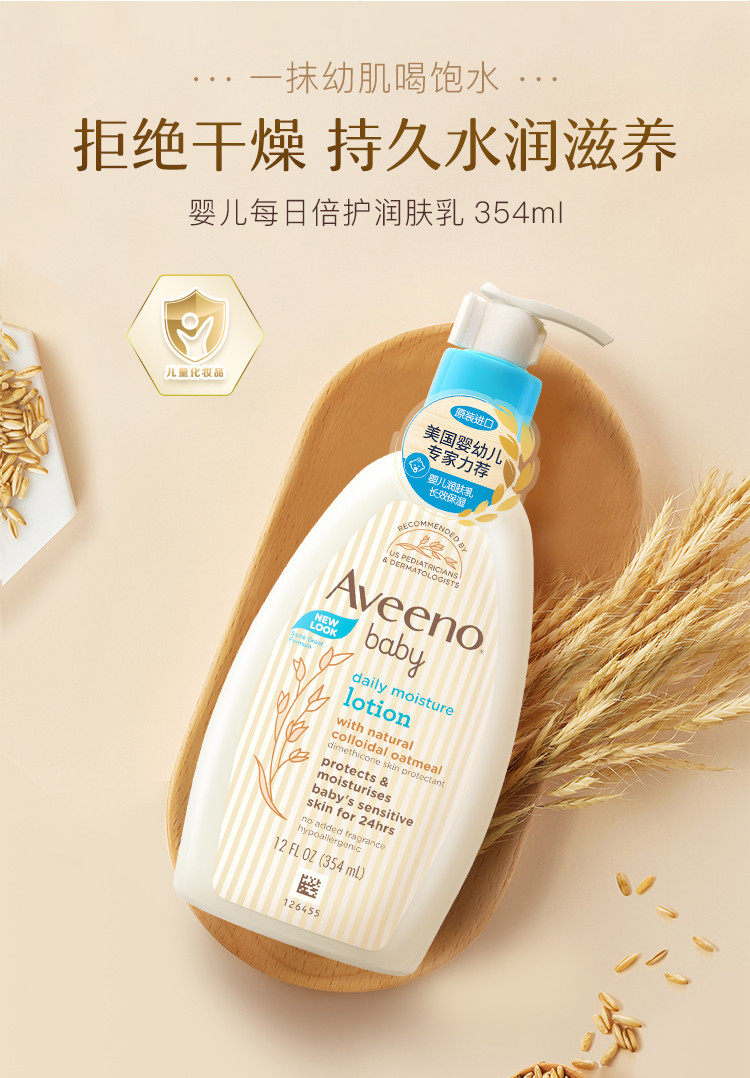 一抹幼肌喝饱水
拒绝干燥 持久水润滋养
婴儿每日倍护润肤乳 354ml
儿童化妆品
原装进口
美国婴幼儿
专家力荐
婴儿润肤乳
长效保湿
RECOMMENDED BY
US PEDIATRICIANS
& DERMATOLOGISTS
Aveeno®
baby
NEW
LOOK
Same Great
Formula
daily moisture
lotion
with natural
colloidal oatmeal
dimethicone skin protectant
protects &
moisturises
baby's sensitive
skin for 24hrs
no added fragrance
hypoallergenic
12 FL OZ (354 mL)
126455